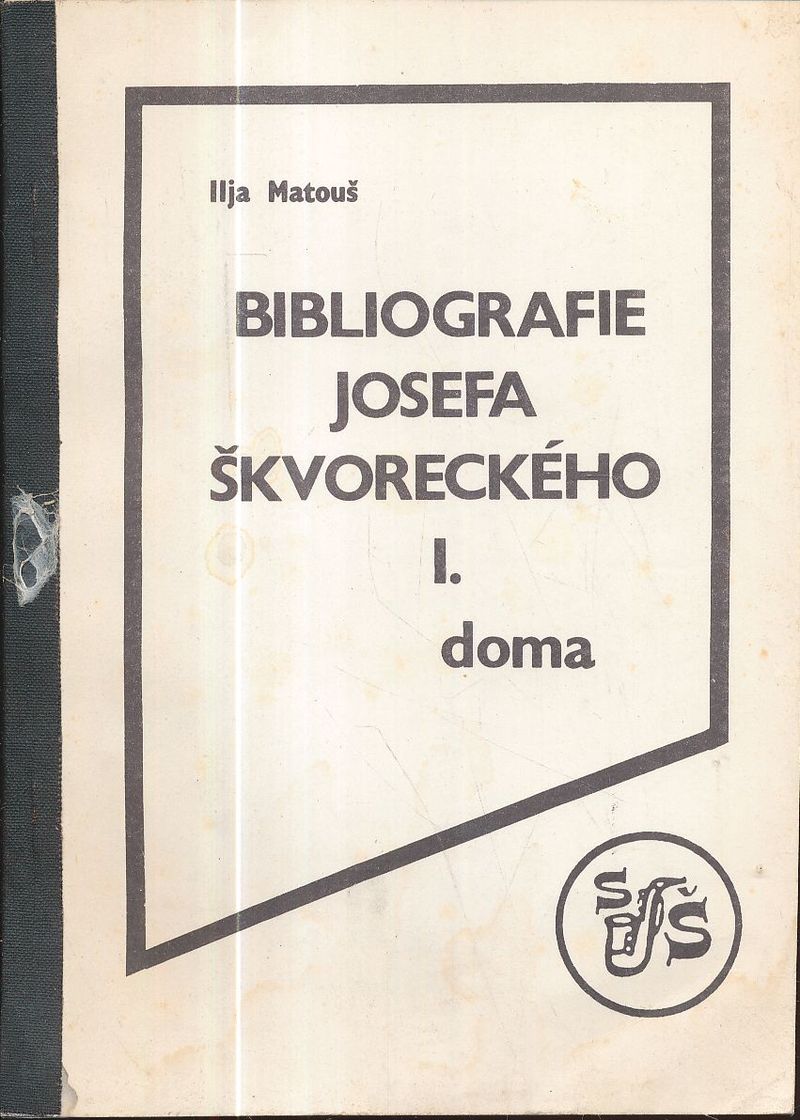 Ilja Matouš
BIBLIOGRAFIE
JOSEFA
ŠKVORECKÉHO
I.
doma
S J Š